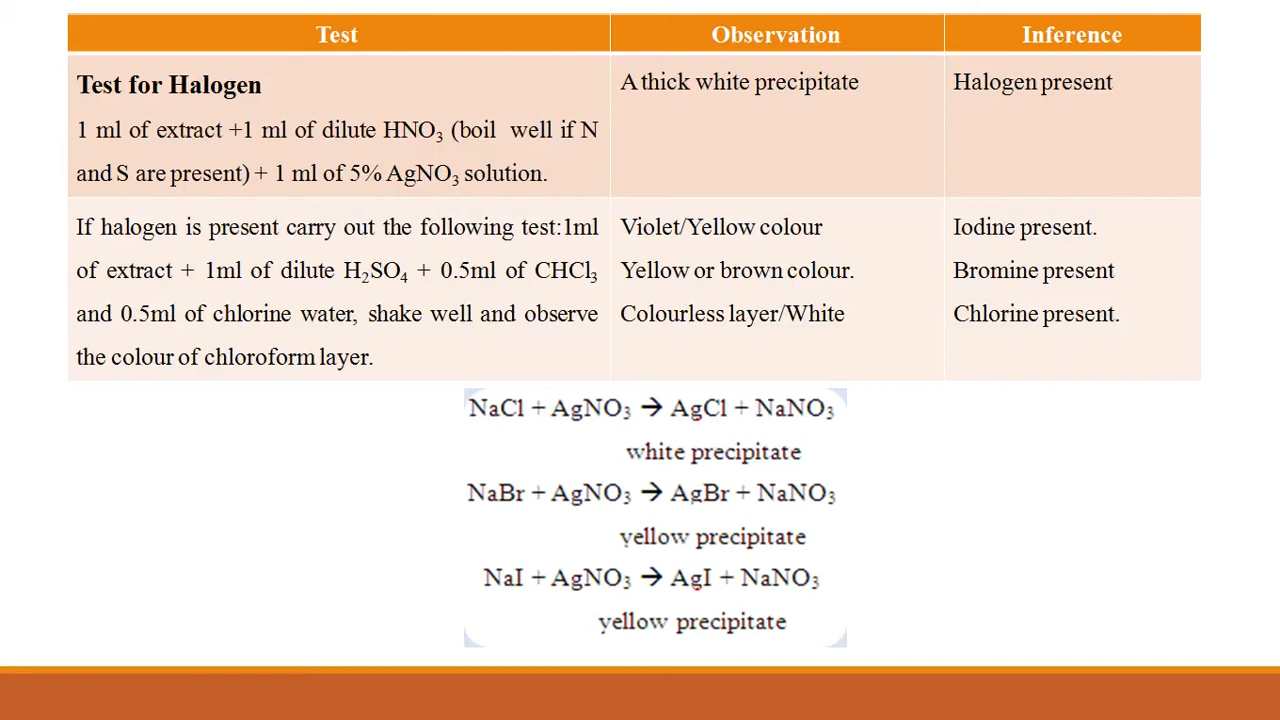 Test Observation Inference
Test for Halogen
1 ml of extract +1 ml of dilute HNO₃ (boil well if N
and S are present) + 1 ml of 5% AgNO₃ solution.
A thick white precipitate
Halogen present
If halogen is present carry out the following test:1ml
of extract + 1ml of dilute H₂SO₄ + 0.5ml of CHCl₃
and 0.5ml of chlorine water, shake well and observe
the colour of chloroform layer.
Violet/Yellow colour
Yellow or brown colour.
Colourless layer/White
Iodine present.
Bromine present
Chlorine present.
NaCl + AgNO₃ → AgCl + NaNO₃
white precipitate
NaBr + AgNO₃ → AgBr + NaNO₃
yellow precipitate
NaI + AgNO₃ → AgI + NaNO₃
yellow precipitate